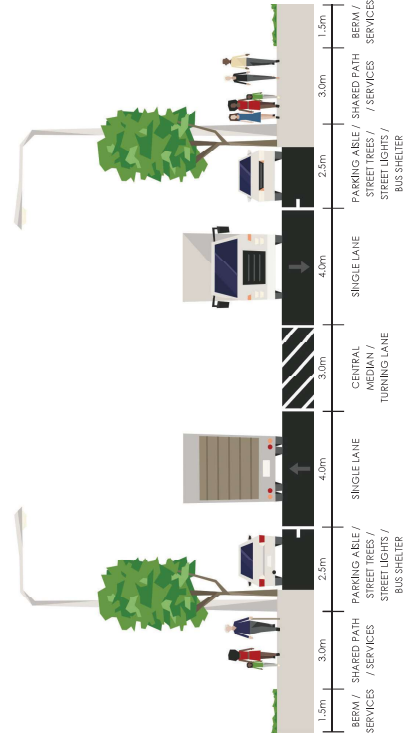 1.5m
3.0m
2.5m
4.0m
3.0m
4.0m
2.5m
3.0m
1.5m
BERM /
SERVICES
SHARED PATH
/ SERVICES
PARKING AISLE /
STREET TREES /
STREET LIGHTS /
BUS SHELTER
SINGLE LANE
CENTRAL
MEDIAN /
TURNING LANE
SINGLE LANE
PARKING AISLE /
STREET TREES /
STREET LIGHTS /
BUS SHELTER
SHARED PATH
/ SERVICES
BERM /
SERVICES